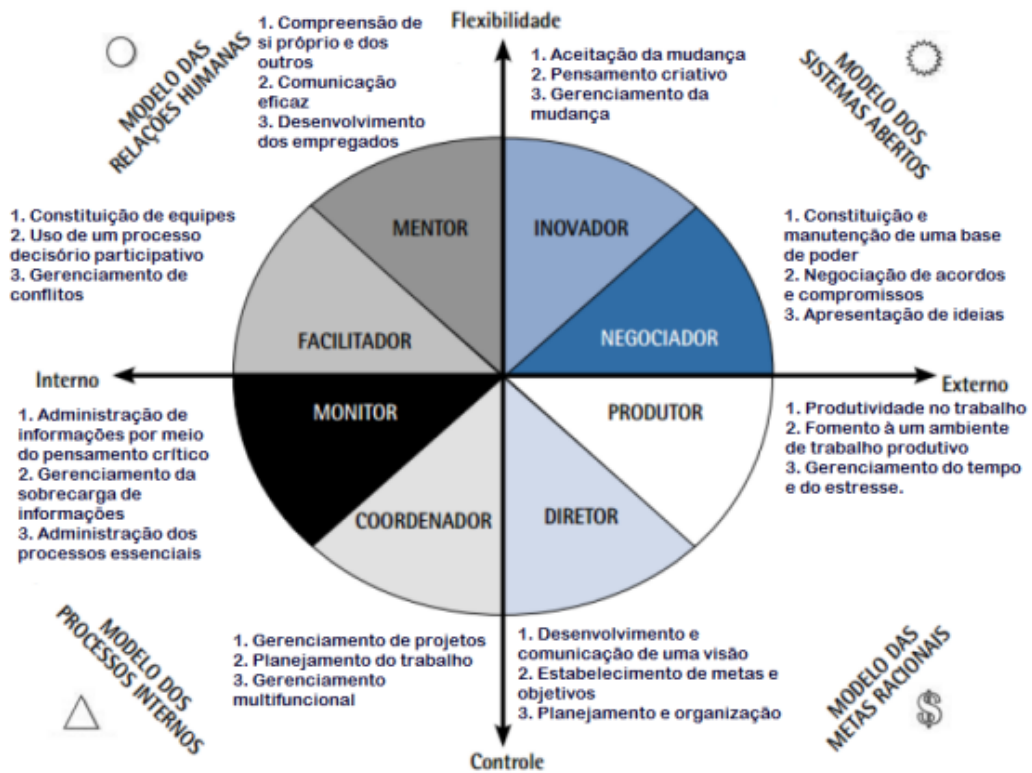 Flexibilidade
MODELO DAS
RELAÇÕES HUMANAS
1. Compreensão de
si próprio e dos
outros
2. Comunicação
eficaz
3. Desenvolvimento
dos empregados
1. Aceitação da mudança
2. Pensamento criativo
3. Gerenciamento da
mudança
MODELO DOS
SISTEMAS ABERTOS
1. Constituição de equipes
2. Uso de um processo
decisório participativo
3. Gerenciamento de
conflitos
MENTOR
INOVADOR
1. Constituição e
manutenção de uma base
de poder
2. Negociação de acordos
e compromissos
3. Apresentação de ideias
FACILITADOR
NEGOCIADOR
Interno
Externo
1. Administração de
informações por meio
do pensamento crítico
2. Gerenciamento da
sobrecarga de
informações
3. Administração dos
processos essenciais
MONITOR
PRODUTOR
1. Produtividade no trabalho
2. Fomento à um ambiente
de trabalho produtivo
3. Gerenciamento do tempo
e do estresse.
COORDENADOR
DIRETOR
MODELO DOS
PROCESSOS INTERNOS
1. Gerenciamento de projetos
2. Planejamento do trabalho
3. Gerenciamento
multifuncional
1. Desenvolvimento e
comunicação de uma visão
2. Estabelecimento de metas e
objetivos
3. Planejamento e organização
MODELO DAS
METAS RACIONAIS
$
Controle